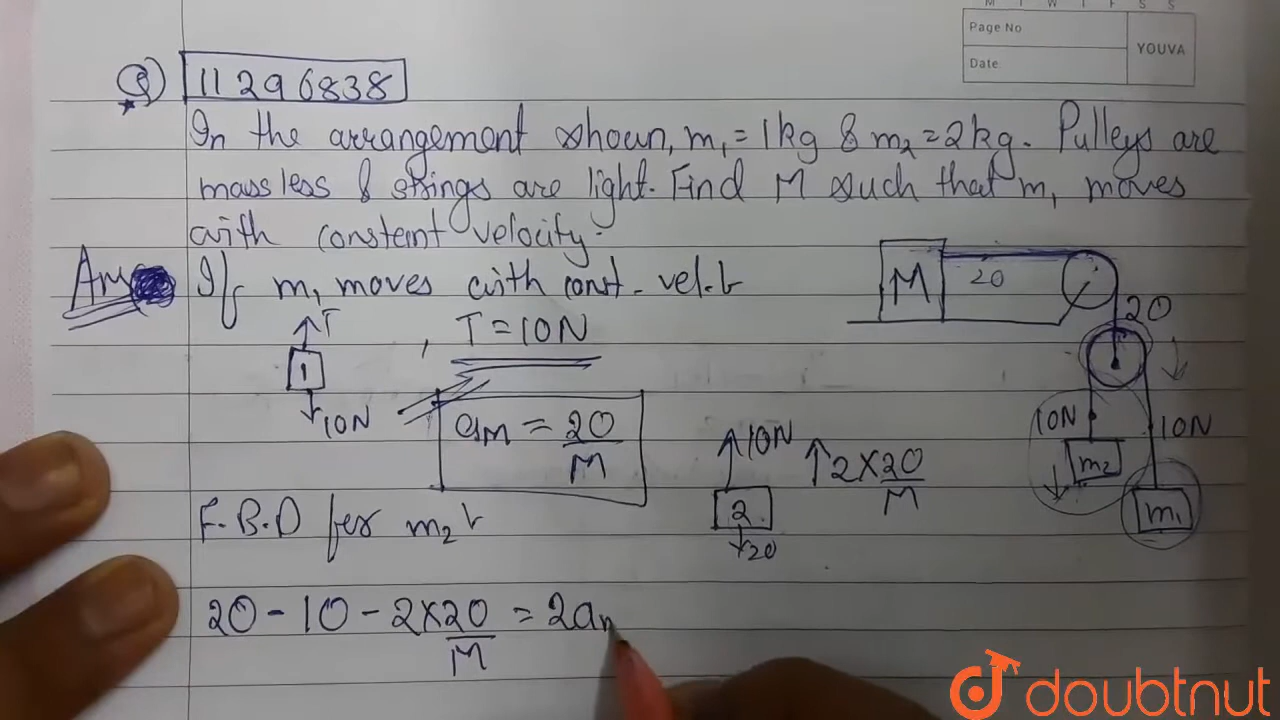 M T W T F S S
Page No
YOUVA
Date
Q) 11296838
In the arrangement shown, m₁ = 1kg & m₂ = 2kg. Pulleys are
massless & strings are light. Find M such that m₁ moves
with constant velocity.
Ans
If m₁ moves with const. vel.
M
20
20
T
, T = 10N
1
10N
aM = 20/M
10N
2×20/M
2
20
10N
10N
m₂
m₁
F.B.D for m₂
20 - 10 - 2×20/M = 2a
doubtnut